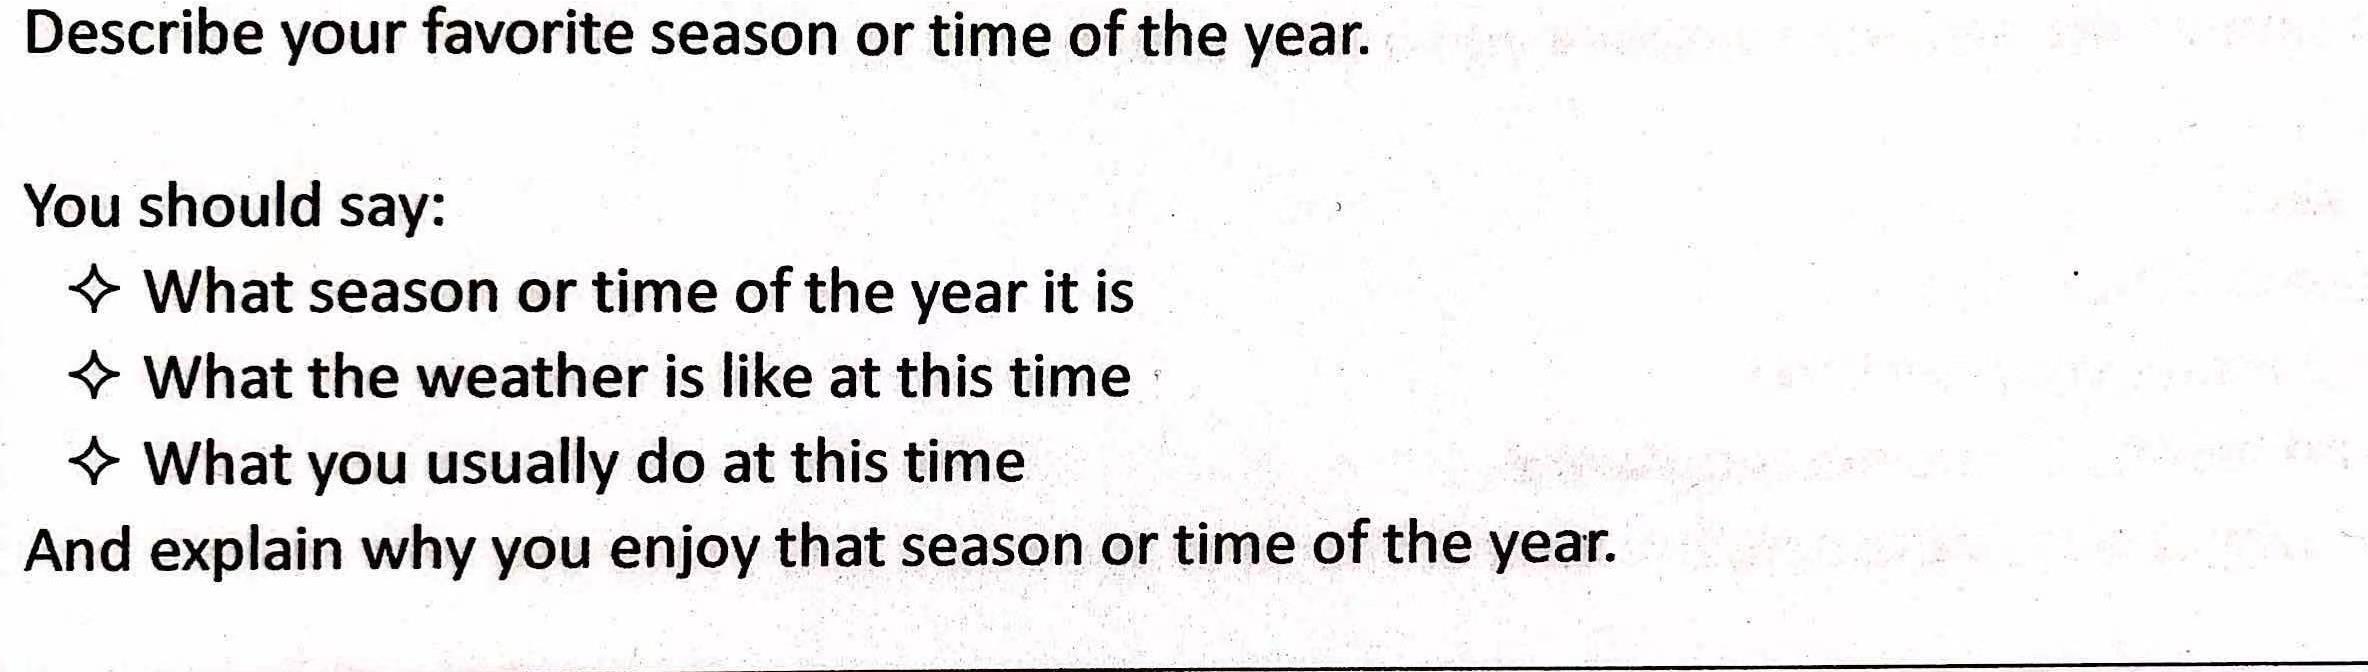 Describe your favorite season or time of the year.
You should say:
✧ What season or time of the year it is
✧ What the weather is like at this time
✧ What you usually do at this time
And explain why you enjoy that season or time of the year.